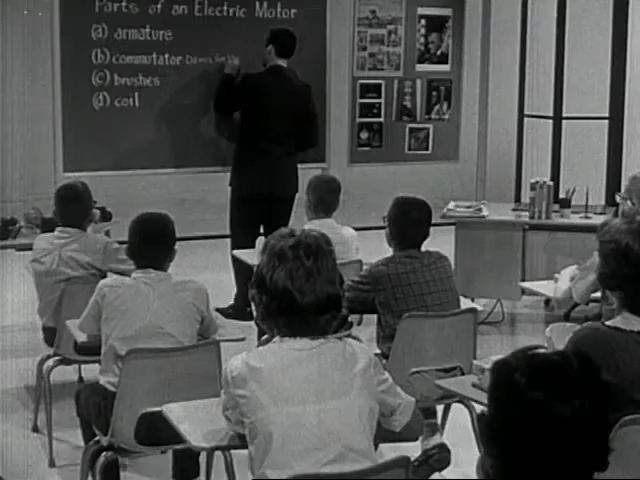 Parts of an Electric Motor
(a) armature
(b) commutator
(c) brushes
(d) coil